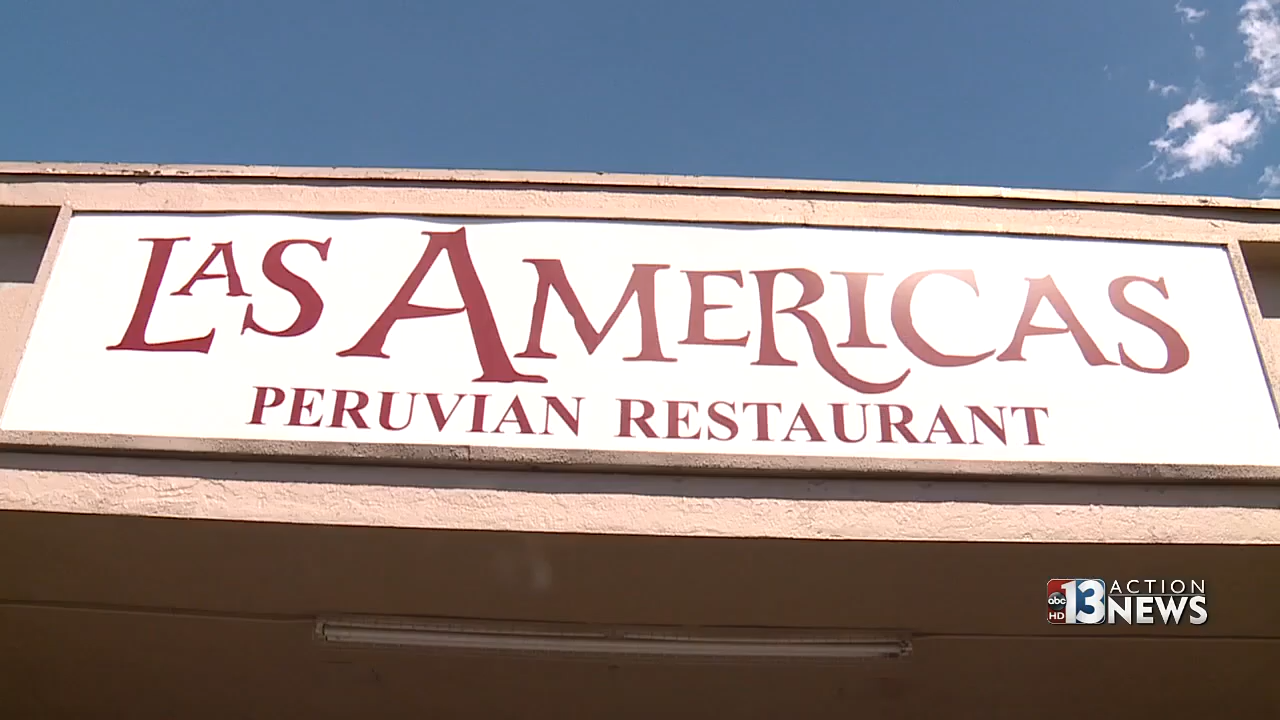 LAS AMERICAS
PERUVIAN RESTAURANT
abc 13 ACTION
HD NEWS